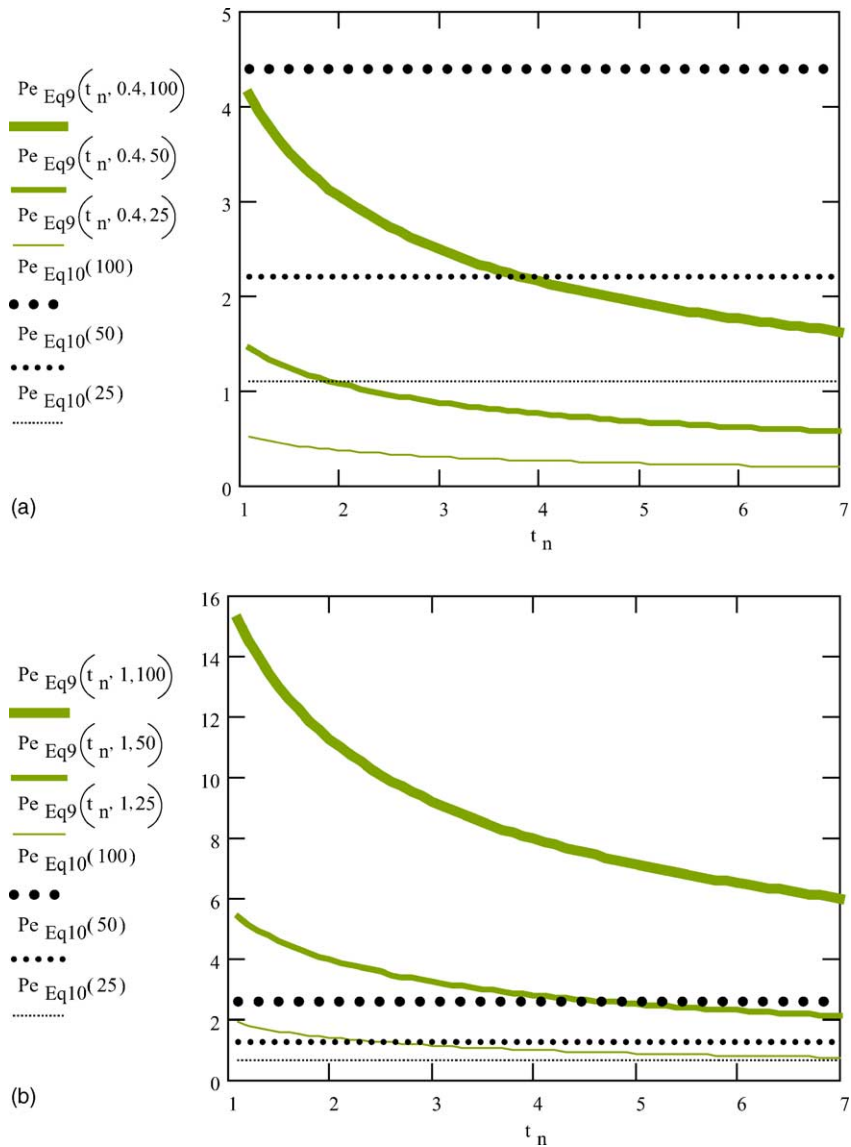 Pe Eq9(t n, 0.4,100)
Pe Eq9(t n, 0.4,50)
Pe Eq9(t n, 0.4,25)
Pe Eq10(100)
Pe Eq10(50)
Pe Eq10(25)
5
4
3
2
1
0
1 2 3 4 5 6 7
t n
(a)
Pe Eq9(t n, 1,100)
Pe Eq9(t n, 1,50)
Pe Eq9(t n, 1,25)
Pe Eq10(100)
Pe Eq10(50)
Pe Eq10(25)
16
14
12
10
8
6
4
2
0
1 2 3 4 5 6 7
t n
(b)